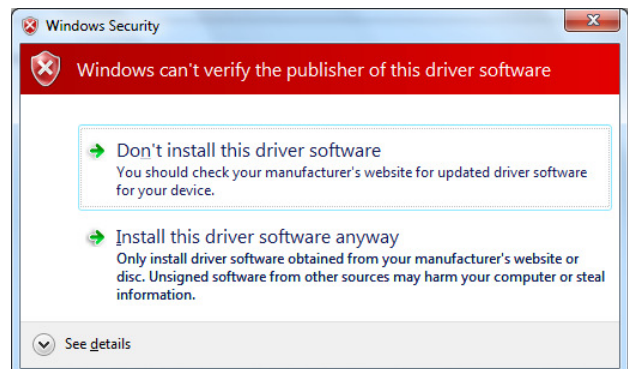 Windows Security
Windows can't verify the publisher of this driver software
Don't install this driver software
You should check your manufacturer's website for updated driver software
for your device.
Install this driver software anyway
Only install driver software obtained from your manufacturer's website or
disc. Unsigned software from other sources may harm your computer or steal
information.
See details